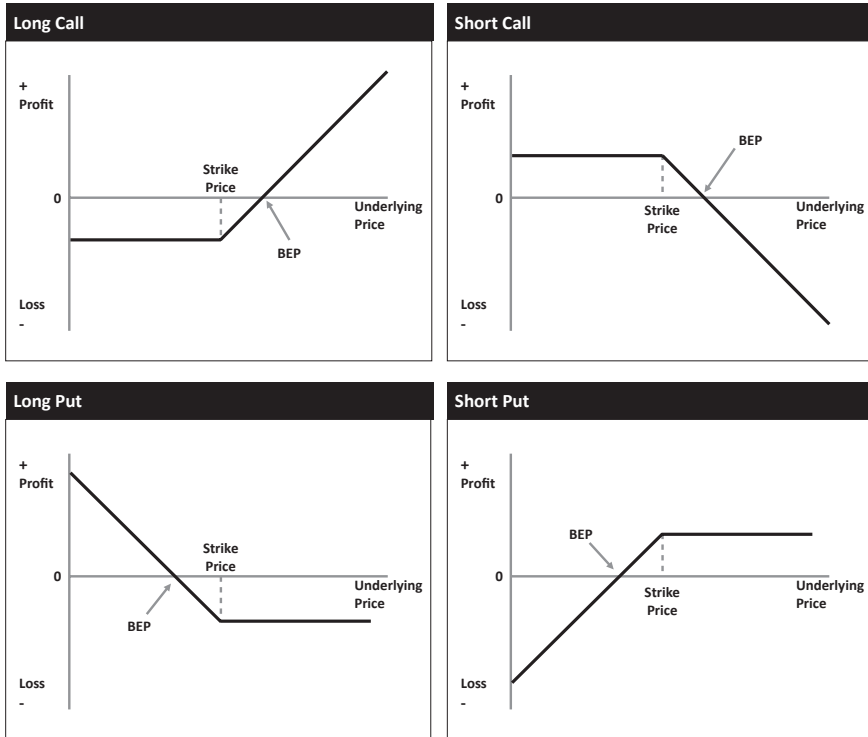 Long Call
+
Profit
Strike
Price
0
Underlying
Price
BEP
Loss
-
Short Call
+
Profit
BEP
0
Strike
Price
Underlying
Price
Loss
-
Long Put
+
Profit
Strike
Price
0
Underlying
Price
BEP
Loss
-
Short Put
+
Profit
BEP
0
Strike
Price
Underlying
Price
Loss
-